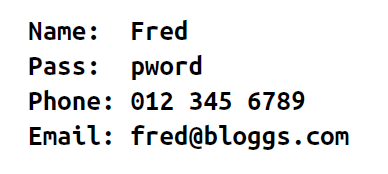 Name:  Fred
Pass:  pword
Phone: 012 345 6789
Email: fred@bloggs.com